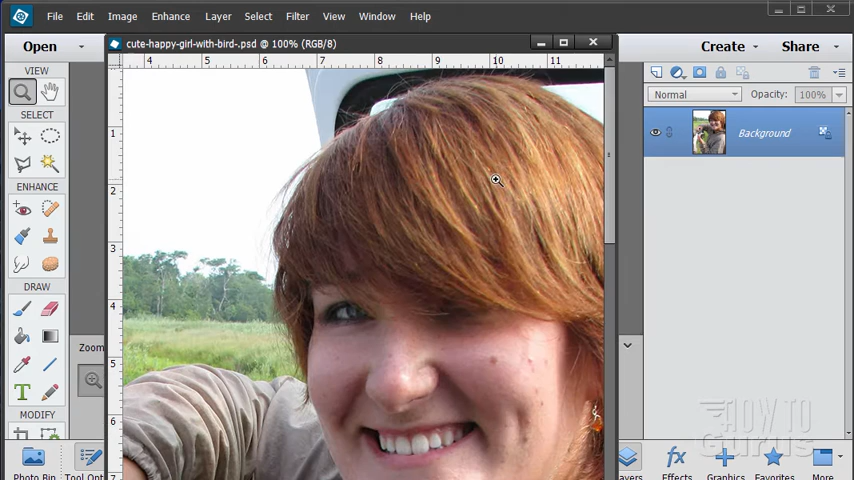 File Edit Image Enhance Layer Select Filter View Window Help
Open
cute-happy-girl-with-bird-.psd @ 100% (RGB/8)
Create
Share
VIEW
4 5 6 7 8 9 10 11
Normal
Opacity: 100%
SELECT
1
Background
2
ENHANCE
3
DRAW
4
Zoom
5
MODIFY
6
7
HOW TO
Gurus
Photo Bin
Tool Opt
Layers
Effects
Graphics
Favorites
More